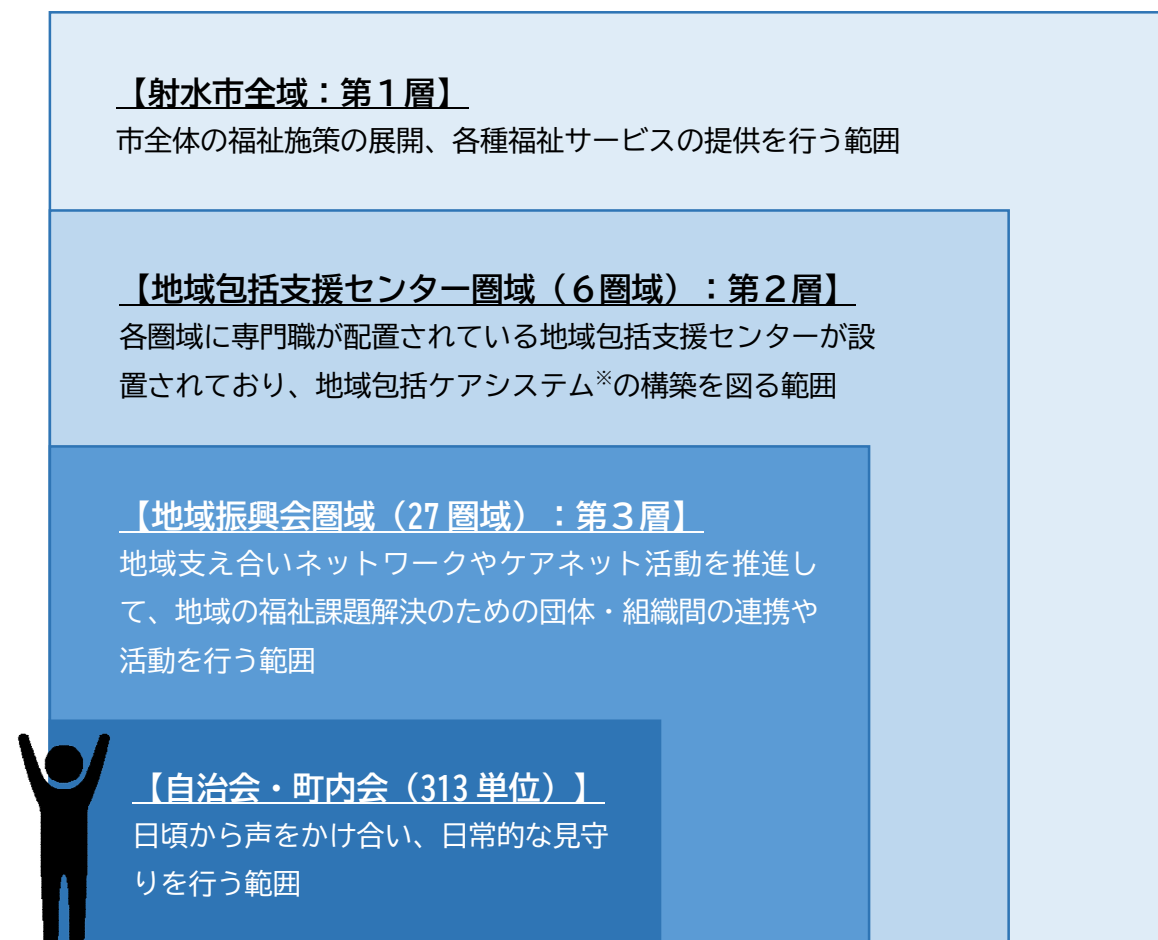 【射水市全域：第１層】
市全体の福祉施策の展開、各種福祉サービスの提供を行う範囲
【地域包括支援センター圏域（６圏域）：第２層】
各圏域に専門職が配置されている地域包括支援センターが設
置されており、地域包括ケアシステム※の構築を図る範囲
【地域振興会圏域（27圏域）：第３層】
地域支え合いネットワークやケアネット活動を推進し
て、地域の福祉課題解決のための団体・組織間の連携や
活動を行う範囲
【自治会・町内会（313単位）】
日頃から声をかけ合い、日常的な見守
りを行う範囲